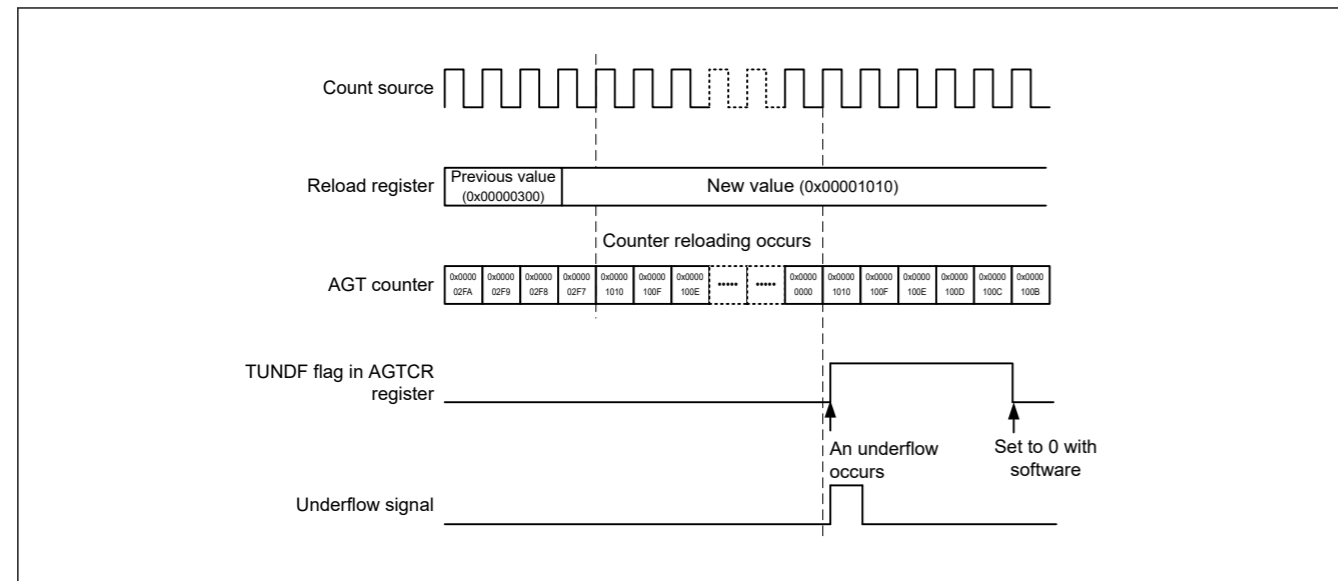 Count source
Reload register
Previous value
(0x00000300)
New value (0x00001010)
Counter reloading occurs
AGT counter
0x0000 0x0000 0x0000 0x0000 0x0000 0x0000 0x0000 ••••• ••••• 0x0000 0x0000 0x0000 0x0000 0x0000 0x0000 0x0000
02FA 02F9 02F8 02F7 1010 100F 100E 0000 1010 100F 100E 100D 100C 100B
TUNDF flag in AGTCR
register
An underflow
occurs
Set to 0 with
software
Underflow signal